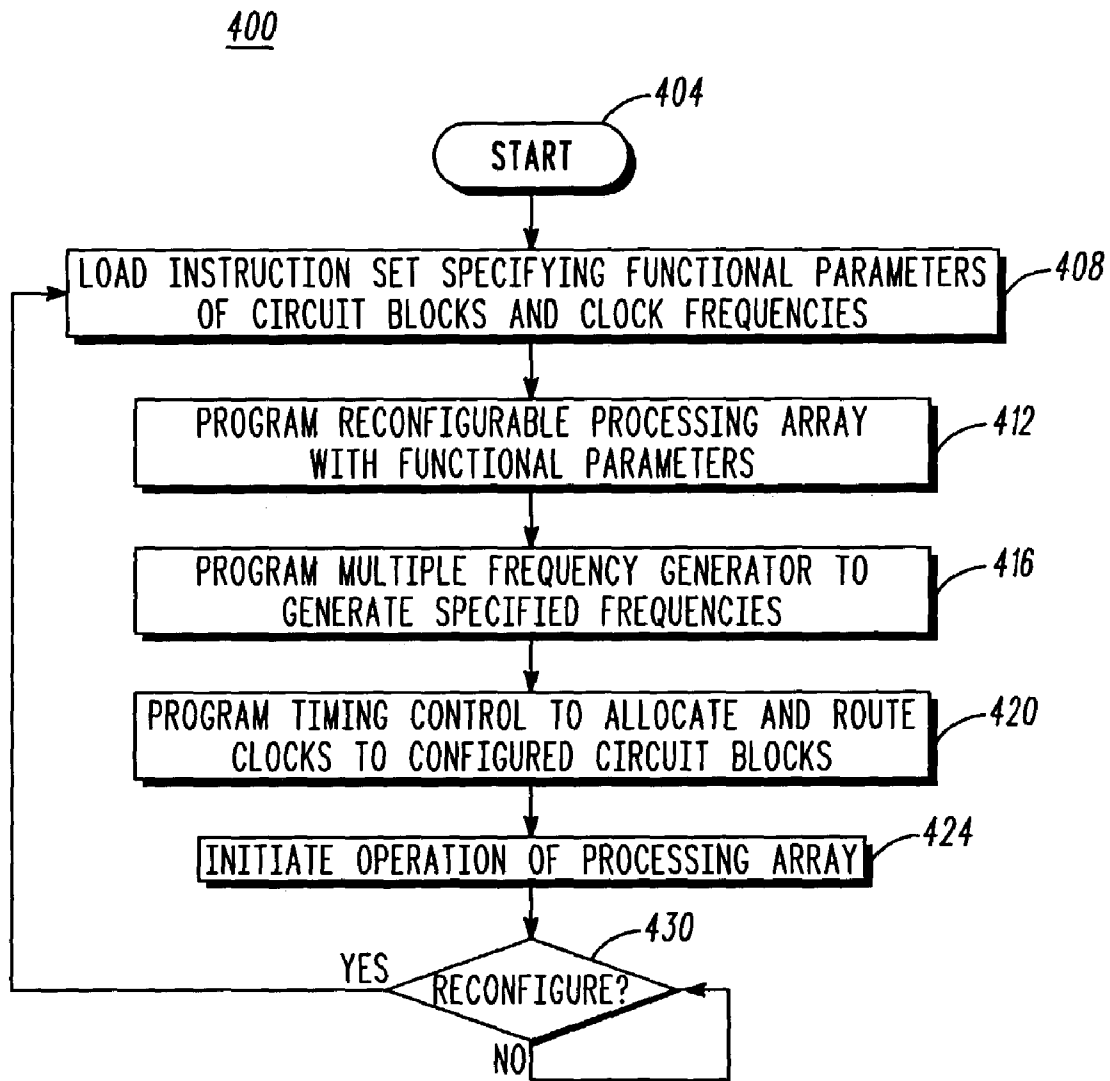 400
404
START
LOAD INSTRUCTION SET SPECIFYING FUNCTIONAL PARAMETERS
OF CIRCUIT BLOCKS AND CLOCK FREQUENCIES
408
PROGRAM RECONFIGURABLE PROCESSING ARRAY
WITH FUNCTIONAL PARAMETERS
412
PROGRAM MULTIPLE FREQUENCY GENERATOR TO
GENERATE SPECIFIED FREQUENCIES
416
PROGRAM TIMING CONTROL TO ALLOCATE AND ROUTE
CLOCKS TO CONFIGURED CIRCUIT BLOCKS
420
INITIATE OPERATION OF PROCESSING ARRAY
424
430
YES
RECONFIGURE?
NO